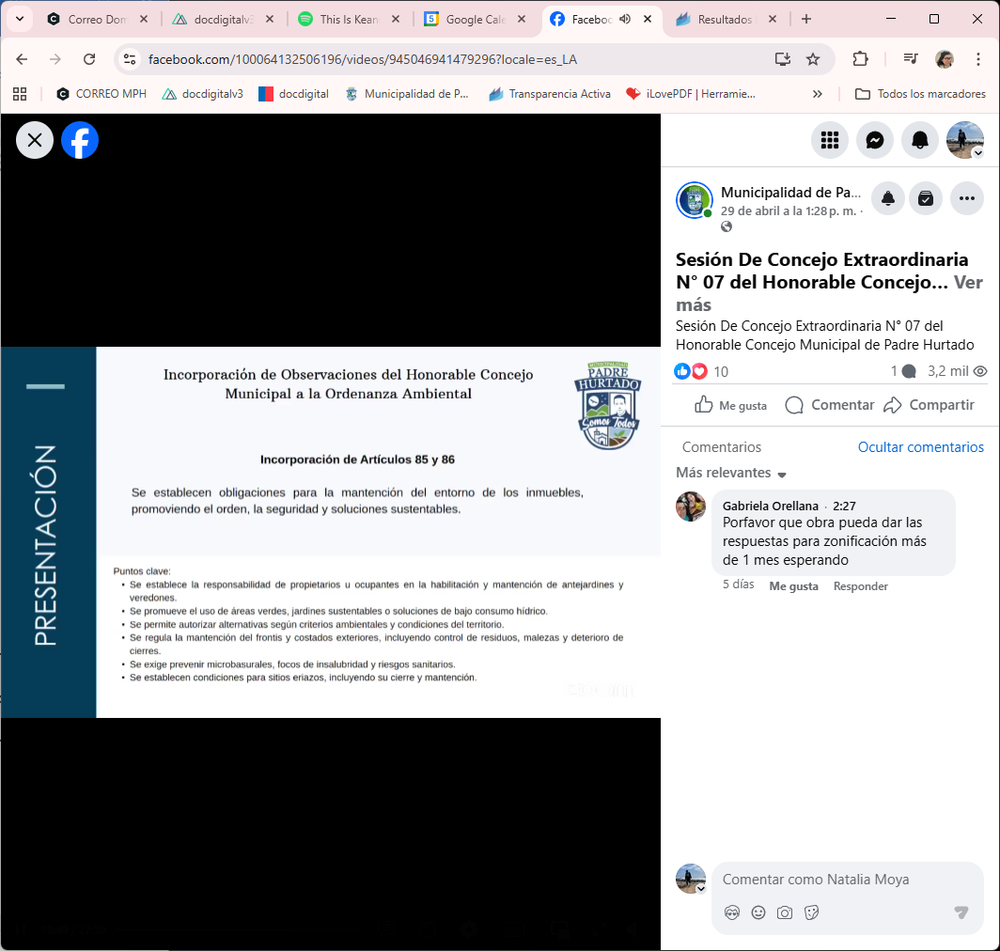 Correo Dom
docdigitalv3
This Is Kean
Google Cale
Faceboo
Resultados
facebook.com/100064132506196/videos/945046941479296?locale=es_LA
CORREO MPH
docdigitalv3
docdigital
Municipalidad de P...
Transparencia Activa
iLovePDF | Herramie...
Todos los marcadores
PRESENTACIÓN
Incorporación de Observaciones del Honorable Concejo
Municipal a la Ordenanza Ambiental
MUNICIPALIDAD
PADRE
HURTADO
Somos Todos
Incorporación de Artículos 85 y 86
Se establecen obligaciones para la mantención del entorno de los inmuebles,
promoviendo el orden, la seguridad y soluciones sustentables.
Puntos clave:
• Se establece la responsabilidad de propietarios u ocupantes en la habilitación y mantención de antejardines y
veredones.
• Se promueve el uso de áreas verdes, jardines sustentables o soluciones de bajo consumo hídrico.
• Se permite autorizar alternativas según criterios ambientales y condiciones del territorio.
• Se regula la mantención del frontis y costados exteriores, incluyendo control de residuos, malezas y deterioro de
cierres.
• Se exige prevenir microbasurales, focos de insalubridad y riesgos sanitarios.
• Se establecen condiciones para sitios eriazos, incluyendo su cierre y mantención.
Municipalidad de Pa...
29 de abril a la 1:28 p. m. ·
Sesión De Concejo Extraordinaria
N° 07 del Honorable Concejo... Ver
más
Sesión De Concejo Extraordinaria N° 07 del
Honorable Concejo Municipal de Padre Hurtado
10
1
3,2 mil
Me gusta
Comentar
Compartir
Comentarios
Ocultar comentarios
Más relevantes
Gabriela Orellana · 2:27
Porfavor que obra pueda dar las
respuestas para zonificación más
de 1 mes esperando
5 días
Me gusta
Responder
Comentar como Natalia Moya